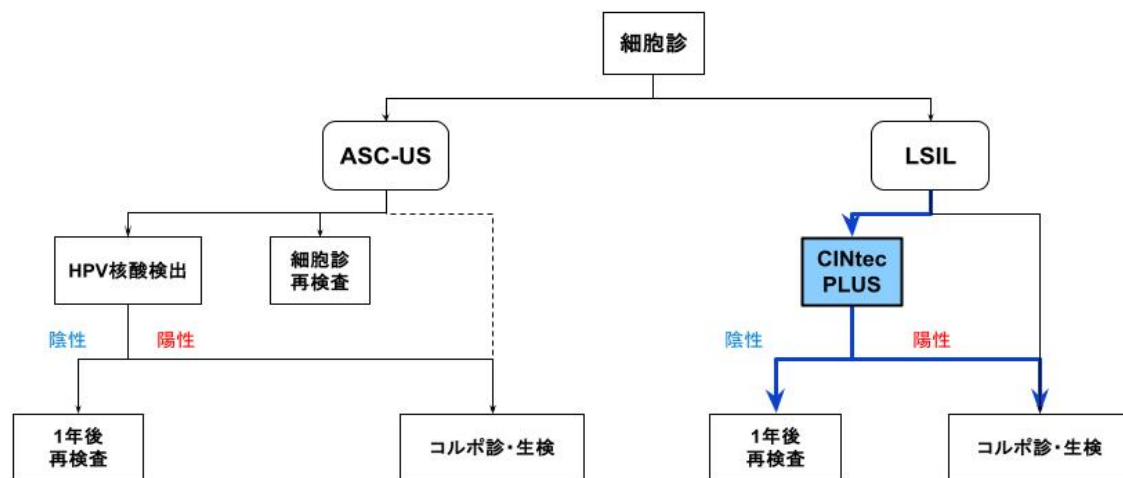 細胞診
ASC-US
LSIL
HPV核酸検出
細胞診
再検査
CINtec
PLUS
陰性
陽性
陰性
陽性
1年後
再検査
コルポ診・生検
1年後
再検査
コルポ診・生検